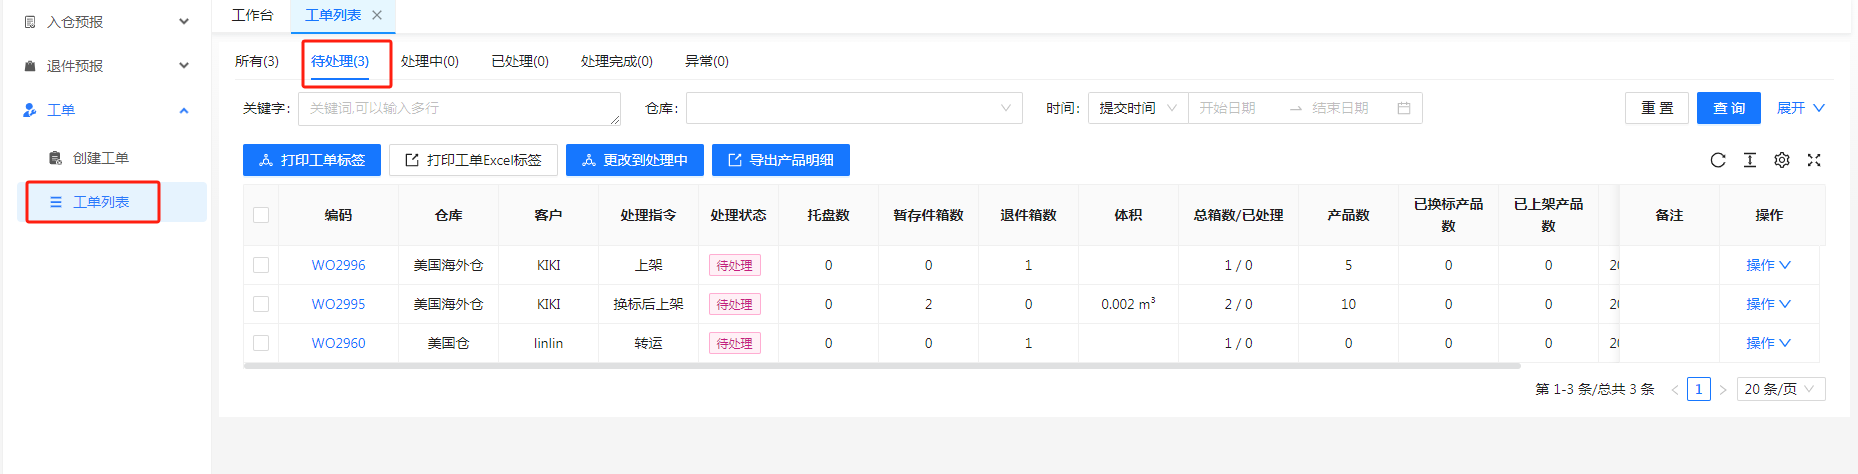 入仓预报
退件预报
工单
创建工单
工单列表
工作台 工单列表
所有(3) 待处理(3) 处理中(0) 已处理(0) 处理完成(0) 异常(0)
关键字: 关键词,可以输入多行 仓库: 时间: 提交时间 开始日期 结束日期 重 置 查 询 展开
打印工单标签 打印工单Excel标签 更改到处理中 导出产品明细
编码 仓库 客户 处理指令 处理状态 托盘数 暂存件箱数 退件箱数 体积 总箱数/已处理 产品数 已换标产品数 已上架产品数 备注 操作
WO2996 美国海外仓 KIKI 上架 待处理 0 0 1 1 / 0 5 0 0 20 操作
WO2995 美国海外仓 KIKI 换标后上架 待处理 0 2 0 0.002 m³ 2 / 0 10 0 0 20 操作
WO2960 美国仓 linlin 转运 待处理 0 0 1 1 / 0 0 0 0 20 操作
第 1-3 条/总共 3 条 1 20 条/页